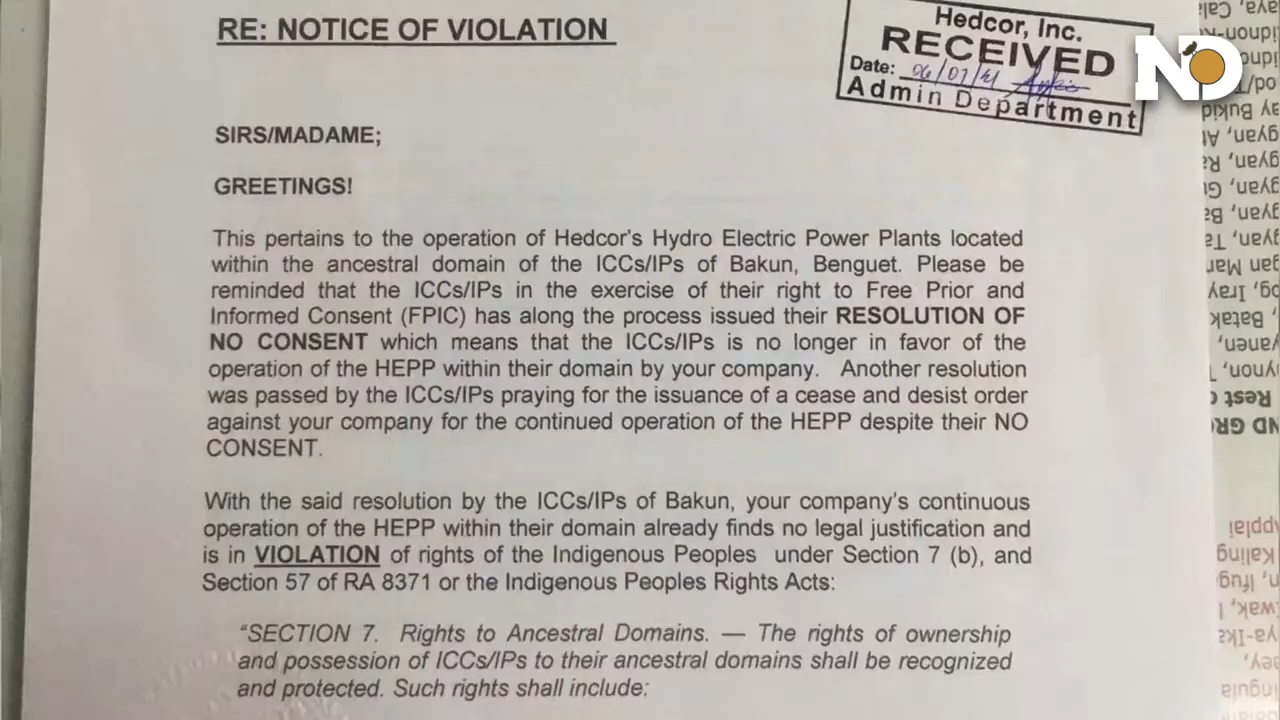 RE: NOTICE OF VIOLATION
Hedcor, Inc.
RECEIVED
Date:
Admin Department
ND
SIRS/MADAME;
GREETINGS!
This pertains to the operation of Hedcor's Hydro Electric Power Plants located
within the ancestral domain of the ICCs/IPs of Bakun, Benguet. Please be
reminded that the ICCs/IPs in the exercise of their right to Free Prior and
Informed Consent (FPIC) has along the process issued their RESOLUTION OF
NO CONSENT which means that the ICCs/IPs is no longer in favor of the
operation of the HEPP within their domain by your company. Another resolution
was passed by the ICCs/IPs praying for the issuance of a cease and desist order
against your company for the continued operation of the HEPP despite their NO
CONSENT.
With the said resolution by the ICCs/IPs of Bakun, your company's continuous
operation of the HEPP within their domain already finds no legal justification and
is in VIOLATION of rights of the Indigenous Peoples under Section 7 (b), and
Section 57 of RA 8371 or the Indigenous Peoples Rights Acts:
"SECTION 7. Rights to Ancestral Domains. — The rights of ownership
and possession of ICCs/IPs to their ancestral domains shall be recognized
and protected. Such rights shall include: